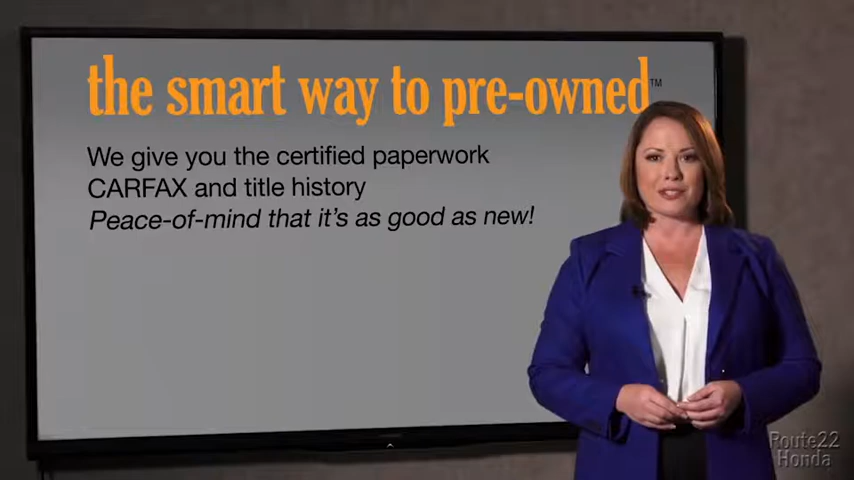 the smart way to pre-owned™
We give you the certified paperwork
CARFAX and title history
Peace-of-mind that it's as good as new!
Route22
Honda